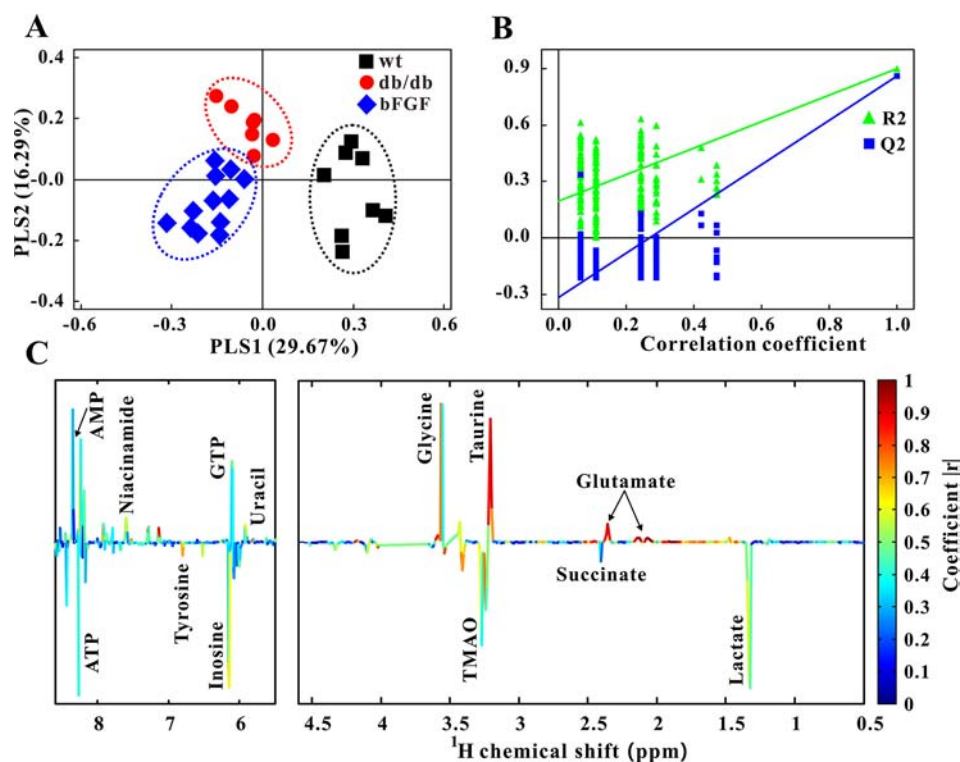 A
PLS2 (16.29%)
0.4
0.2
0.0
-0.2
-0.4
-0.6
-0.3
0.0
0.3
0.6
PLS1 (29.67%)
wt
db/db
bFGF
B
0.9
0.6
0.3
0.0
-0.3
0.0
0.2
0.4
0.6
0.8
1.0
Correlation coefficient
R2
Q2
C
AMP
Niacinamide
GTP
Uracil
ATP
Tyrosine
Inosine
8
7
6
Glycine
Taurine
Glutamate
Succinate
TMAO
Lactate
4.5
4
3.5
3
2.5
2
1.5
1
0.5
¹H chemical shift (ppm)
1
0.9
0.8
0.7
0.6
0.5
0.4
0.3
0.2
0.1
0
Coefficient |r|